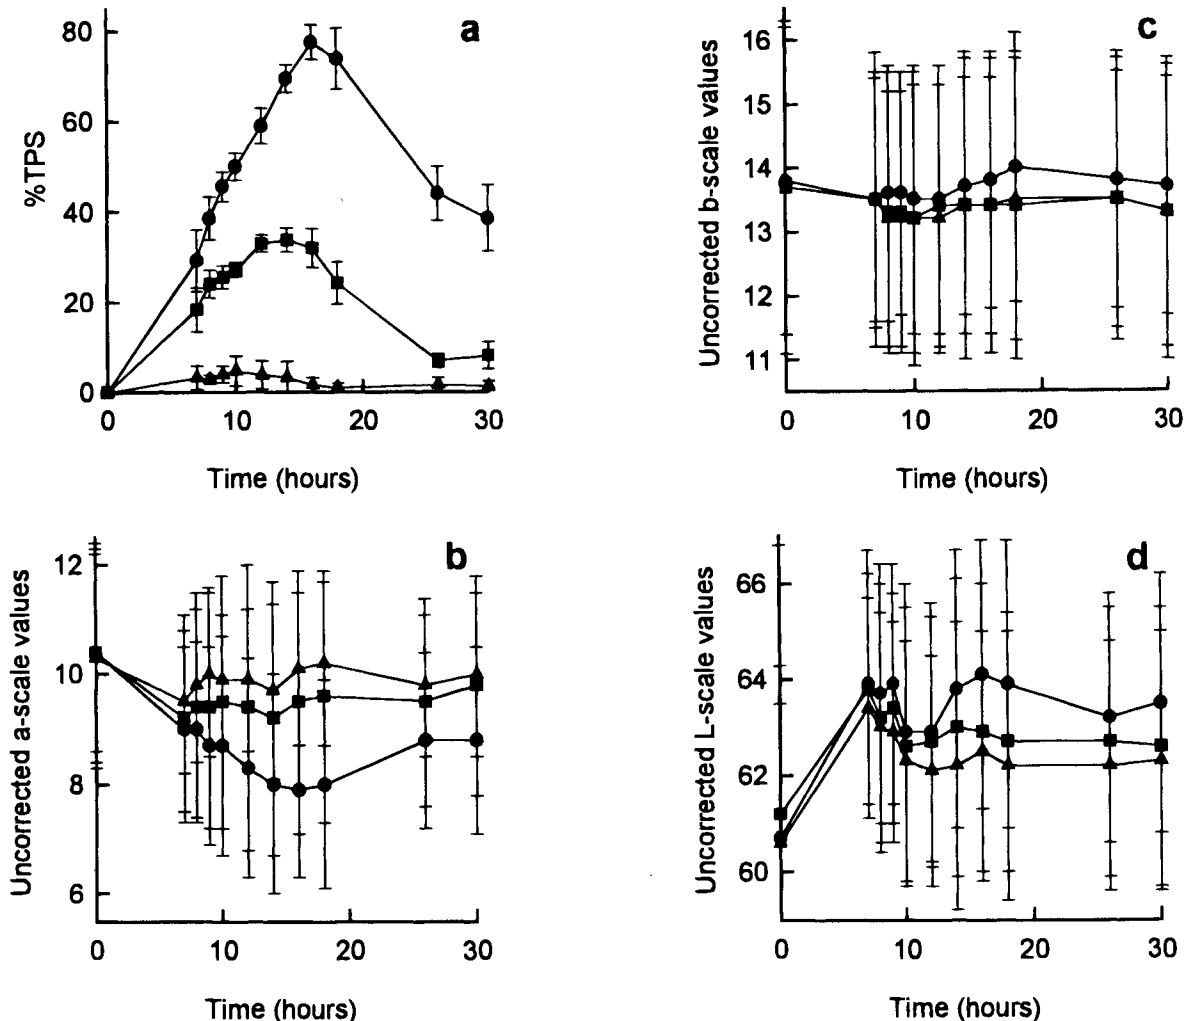 a
80
60
40
20
0
%TPS
0 10 20 30
Time (hours)
c
16
15
14
13
12
11
Uncorrected b-scale values
0 10 20 30
Time (hours)
b
12
10
8
6
Uncorrected a-scale values
0 10 20 30
Time (hours)
d
66
64
62
60
Uncorrected L-scale values
0 10 20 30
Time (hours)